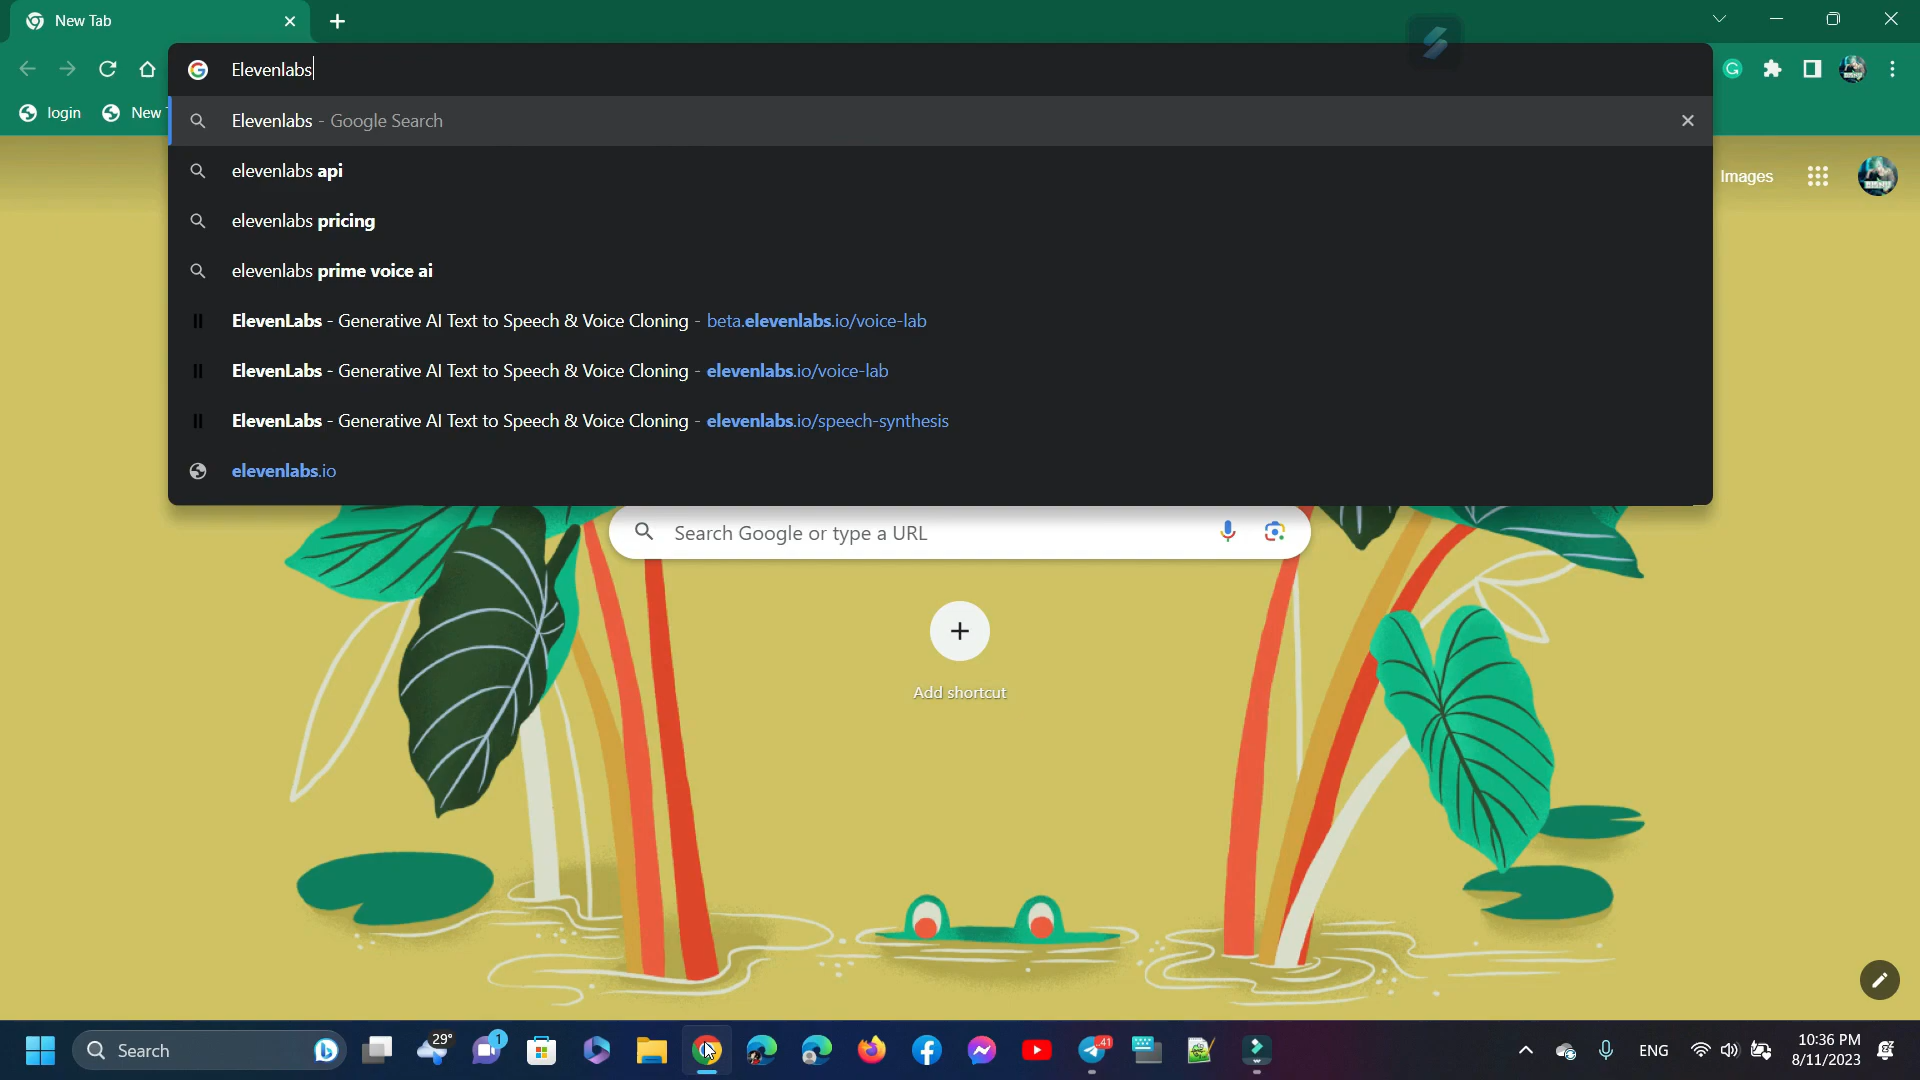 New Tab
Elevenlabs
login
New
Elevenlabs - Google Search
elevenlabs api
Images
elevenlabs pricing
elevenlabs prime voice ai
ElevenLabs - Generative AI Text to Speech & Voice Cloning - beta.elevenlabs.io/voice-lab
ElevenLabs - Generative AI Text to Speech & Voice Cloning - elevenlabs.io/voice-lab
ElevenLabs - Generative AI Text to Speech & Voice Cloning - elevenlabs.io/speech-synthesis
elevenlabs.io
Search Google or type a URL
Add shortcut
Search
29°
1
41
ENG
10:36 PM
8/11/2023